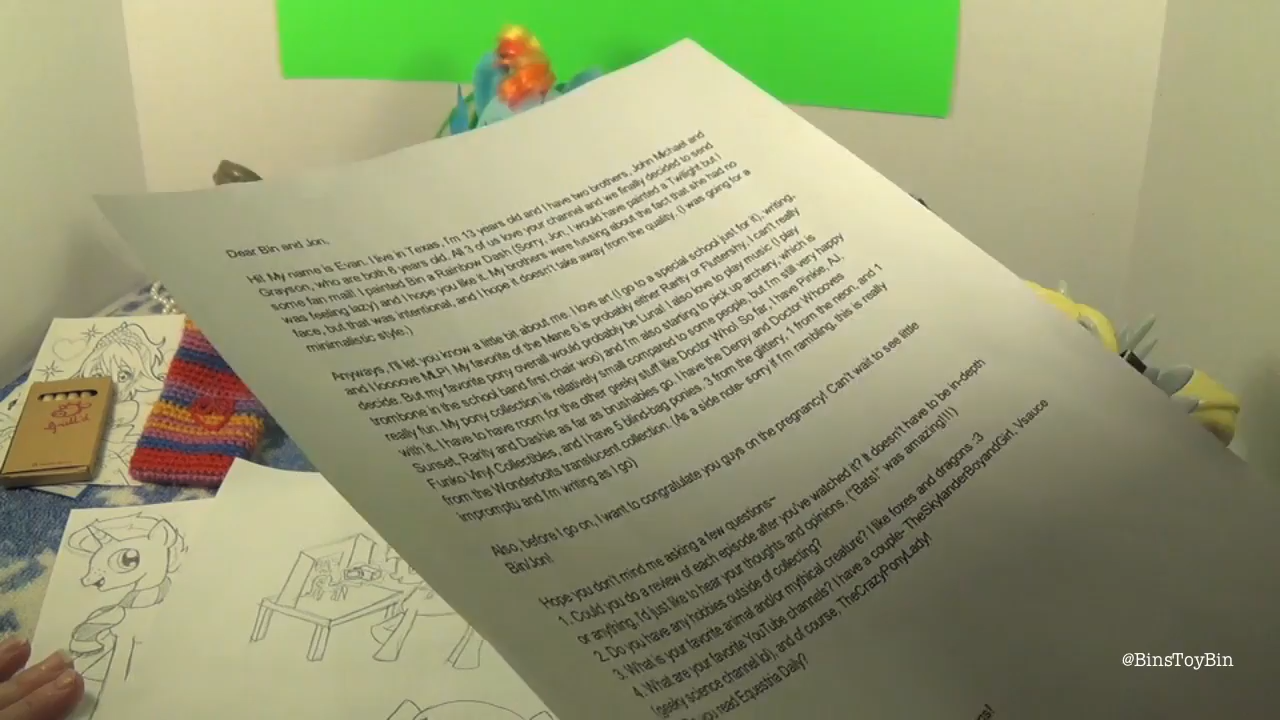 Dear Bin and Jon,
Hi! My name is Evan. I live in Texas, I'm 13 years old and I have two brothers, John Michael and
Grayson, who are both 6 years old. All 3 of us love your channel and we finally decided to send
some fan mail! I painted Bin a Rainbow Dash (Sorry, Jon, I would have painted a Twilight but I
was feeling lazy) and I hope you like it. My brothers were fussing about the fact that she had no
face, but that was intentional, and I hope it doesn't take away from the quality. (I was going for a
minimalistic style.)
Anyways, I'll let you know a little bit about me. I love art (I go to a special school just for it), writing,
and I looooove MLP! My favorite of the Mane 6 is probably either Rarity or Fluttershy, I can't really
decide. But my favorite pony overall would probably be Luna! I also love to play music (I play
trombone in the school band first chair woo) and I'm also starting to pick up archery, which is
really fun. My pony collection is relatively small compared to some people, but I'm still very happy
with it. I have to have room for the other geeky stuff like Doctor Who! So far, I have Pinkie, AJ,
Sunset, Rarity and Dashie as far as brushables go. I have the Derpy and Doctor Whooves
Funko Vinyl Collectibles, and I have 5 blind-bag ponies, 3 from the glittery, 1 from the neon, and 1
from the Wonderbolts translucent collection. (As a side note- sorry if I'm rambling, this is really
impromptu and I'm writing as I go)
Also, before I go on, I want to congratulate you guys on the pregnancy! Can't wait to see little
Bin/Jon!
Hope you don't mind me asking a few questions~
1. Could you do a review of each episode after you've watched it? It doesn't have to be in-depth
or anything, I'd just like to hear your thoughts and opinions. ("Bats!" was amazing!!!!)
2. Do you have any hobbies outside of collecting?
3. What is your favorite animal and/or mythical creature? I like foxes and dragons :3
4. What are your favorite YouTube channels? I have a couple- TheSkylanderBoyandGirl, Vsauce
(geeky science channel lol), and of course, TheCrazyPonyLady!
you read Equestria Daily?
@BinsToyBin